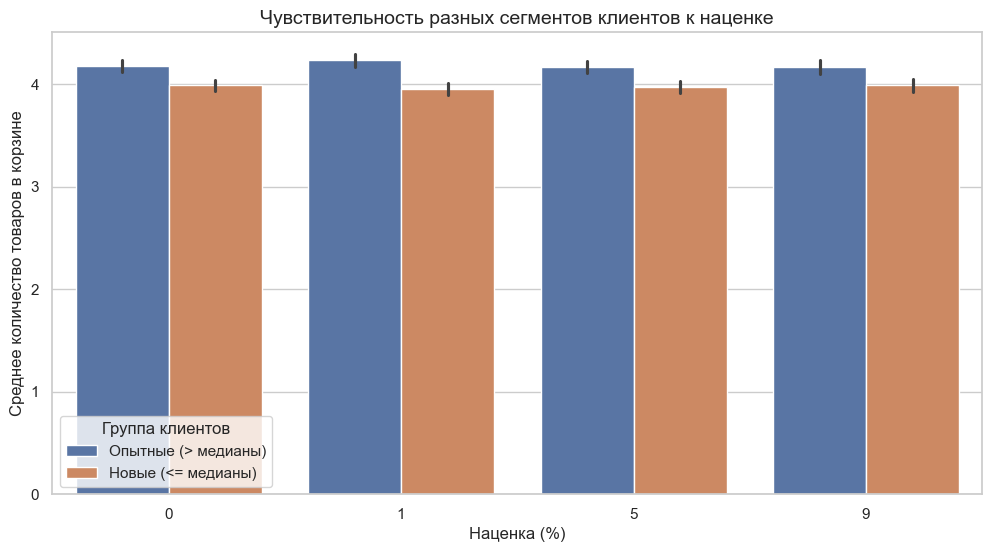 Чувствительность разных сегментов клиентов к наценке
Среднее количество товаров в корзине
4
3
2
1
0
Группа клиентов
Опытные (> медианы)
Новые (<= медианы)
0 1 5 9
Наценка (%)